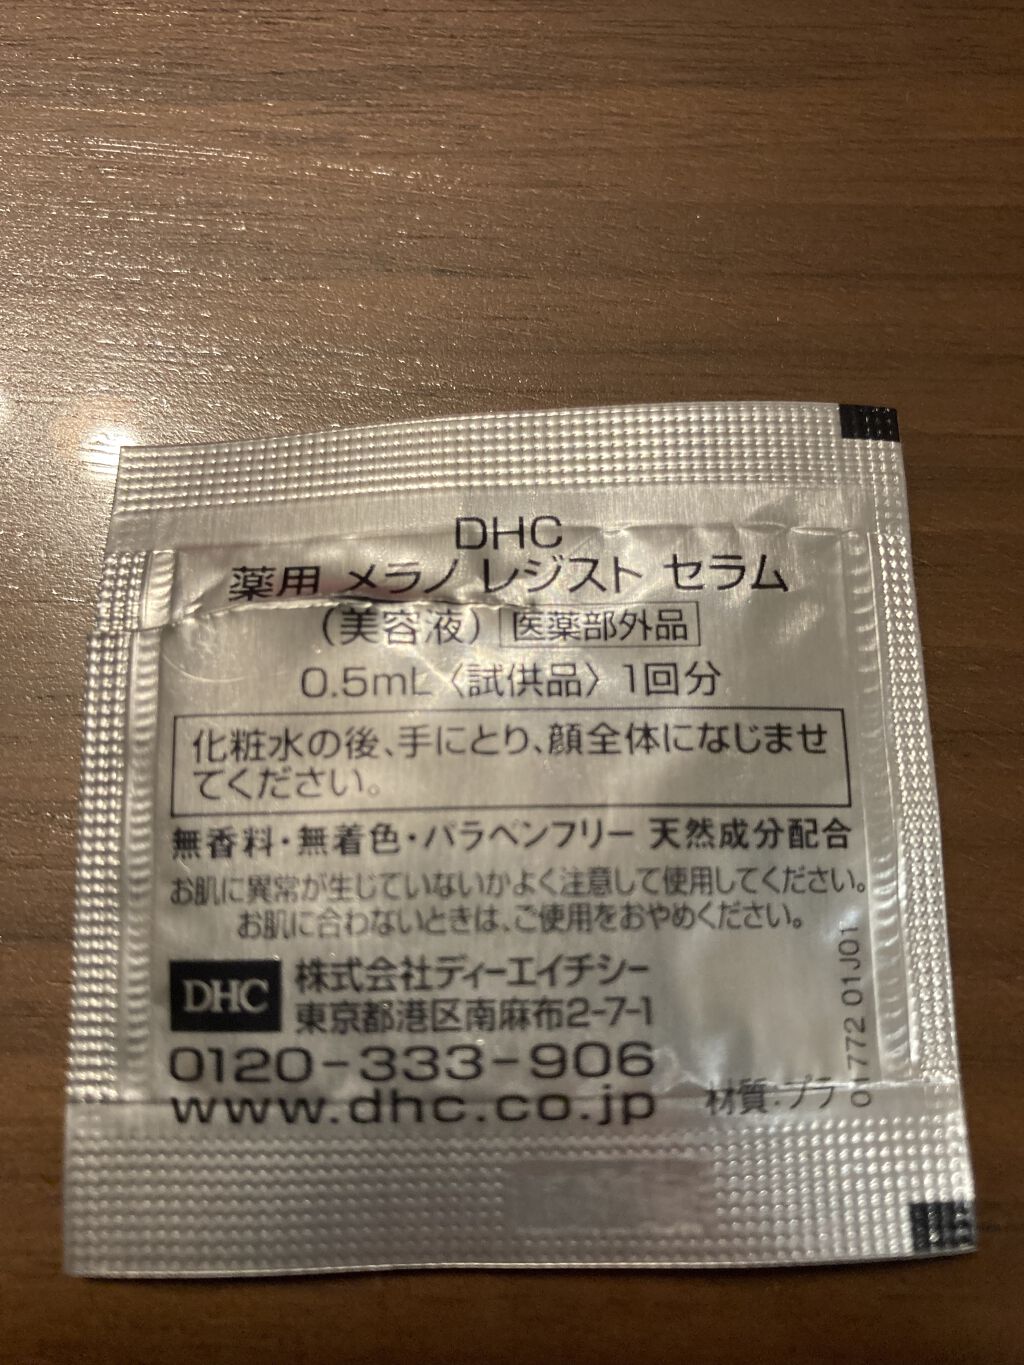 DHC
薬用 メラノ レジスト セラム
(美容液) 医薬部外品
0.5mL〈試供品〉1回分
化粧水の後、手にとり、顔全体になじませ
てください。
無香料・無着色・パラベンフリー 天然成分配合
お肌に異常が生じていないかよく注意して使用してください。
お肌に合わないときは、ご使用をおやめください。
DHC 株式会社ディーエイチシー
東京都港区南麻布2-7-1
0120-333-906
www.dhc.co.jp
材質:プラ
01772 01J01